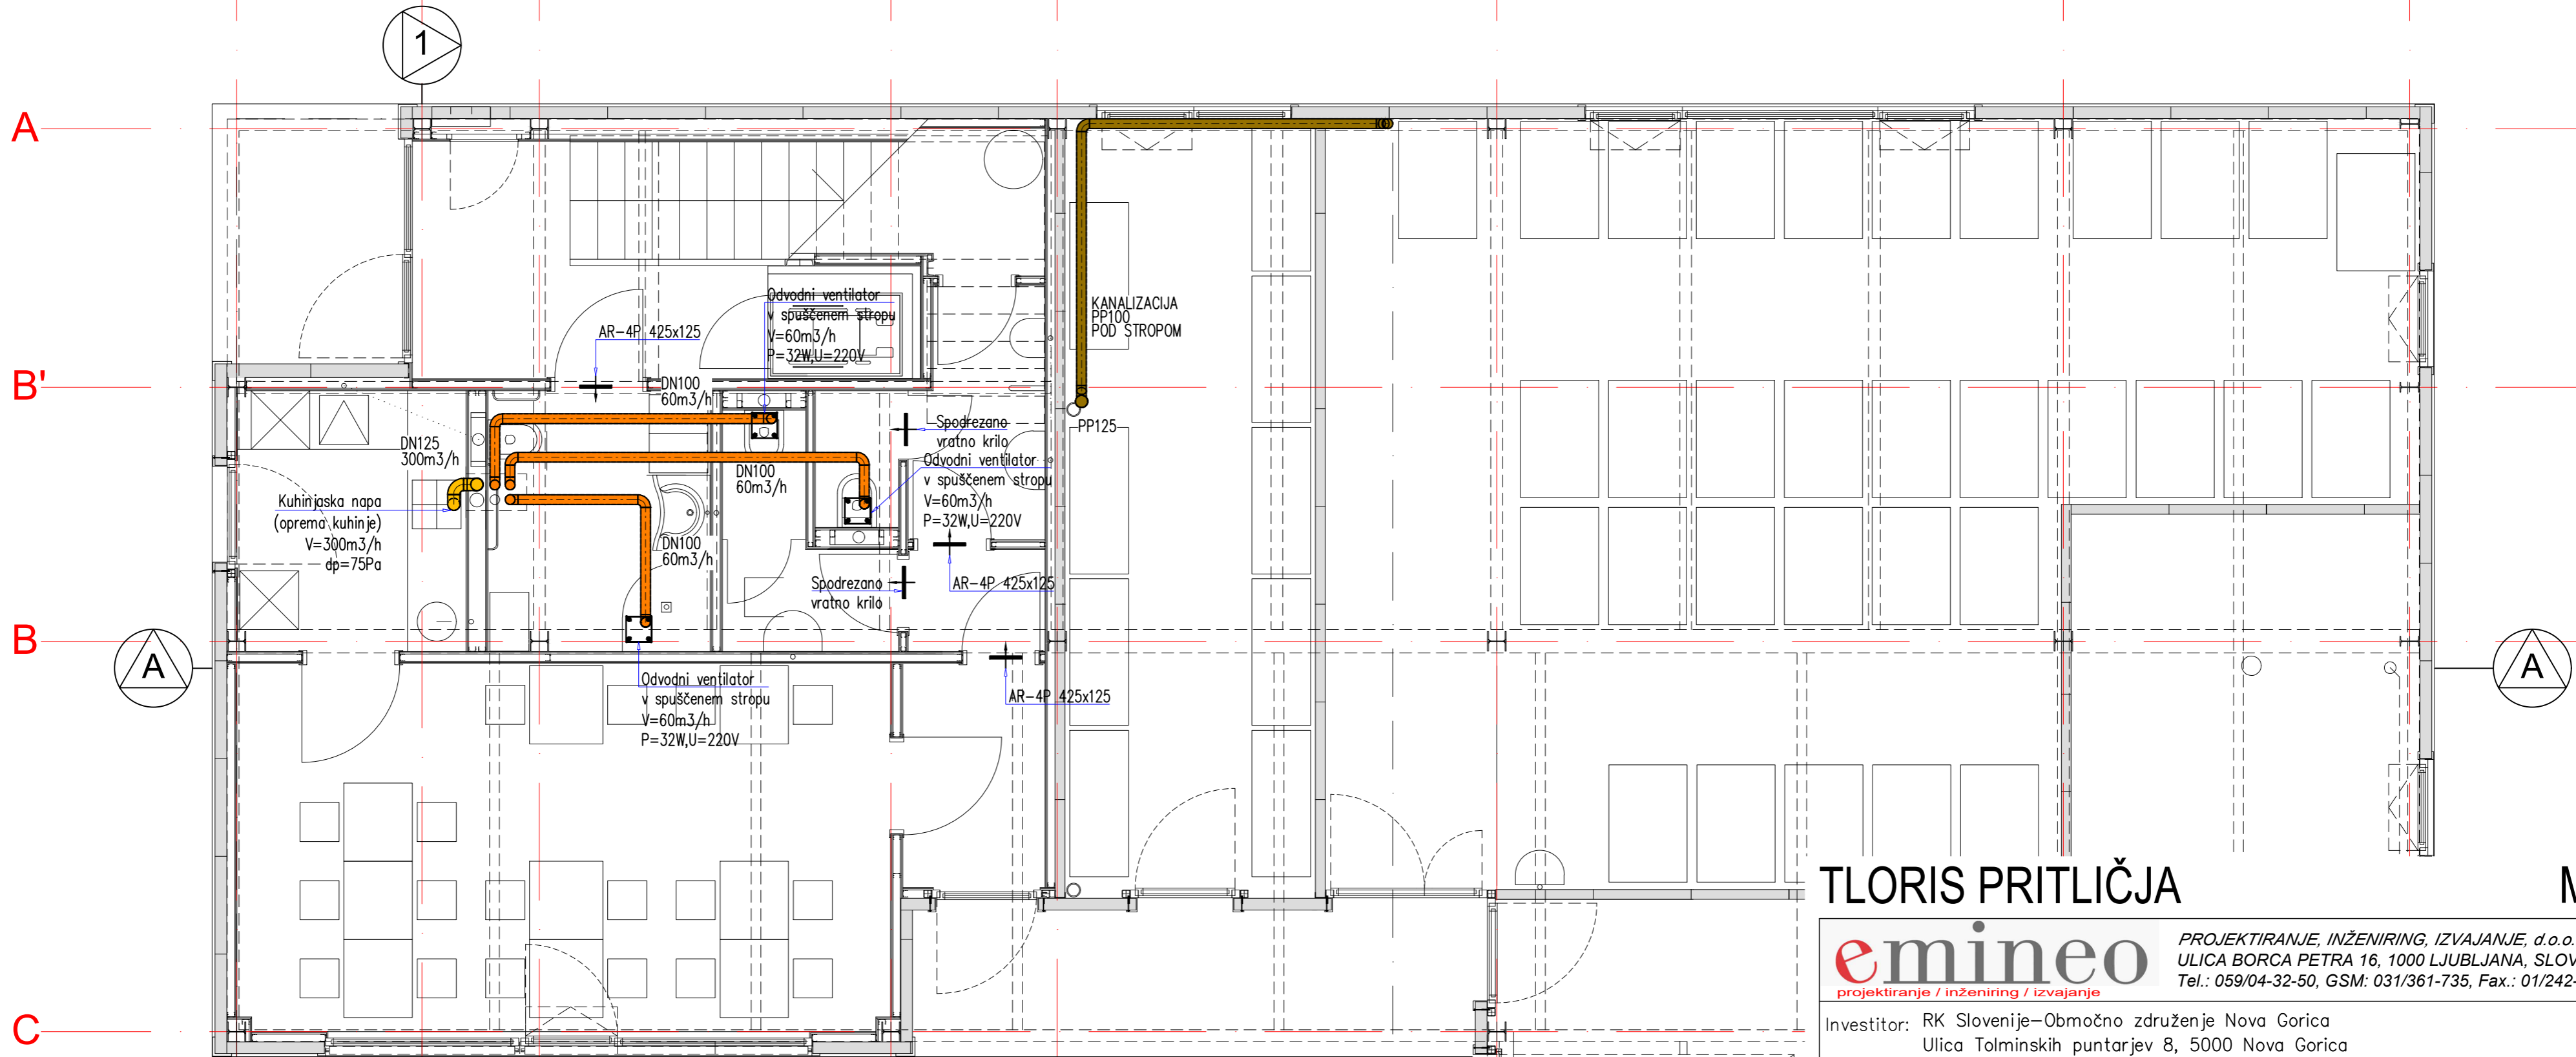 1
A
B'
B
A
C
A
Odvodni ventilator
v spuščenem stropu
V=60m3/h
P=32W,U=220V
AR-4P 425x125
DN100
60m3/h
KANALIZACIJA
PP100
POD STROPOM
PP125
Spodrezano
vratno krilo
DN125
300m3/h
Odvodni ventilator
v spuščenem stropu
V=60m3/h
P=32W,U=220V
DN100
60m3/h
Kuhinjaska napa
(oprema kuhinje)
V=300m3/h
dp=75Pa
DN100
60m3/h
Spodrezano
vratno krilo
AR-4P 425x125
Odvodni ventilator
v spuščenem stropu
V=60m3/h
P=32W,U=220V
AR-4P 425x125
TLORIS PRITLIČJA
emineo
projektiranje / inženiring / izvajanje
PROJEKTIRANJE, INŽENIRING, IZVAJANJE, d.o.o.
ULICA BORCA PETRA 16, 1000 LJUBLJANA, SLOV
Tel.: 059/04-32-50, GSM: 031/361-735, Fax.: 01/242-
Investitor: RK Slovenije-Območno združenje Nova Gorica
Ulica Tolminskih puntarjev 8, 5000 Nova Gorica